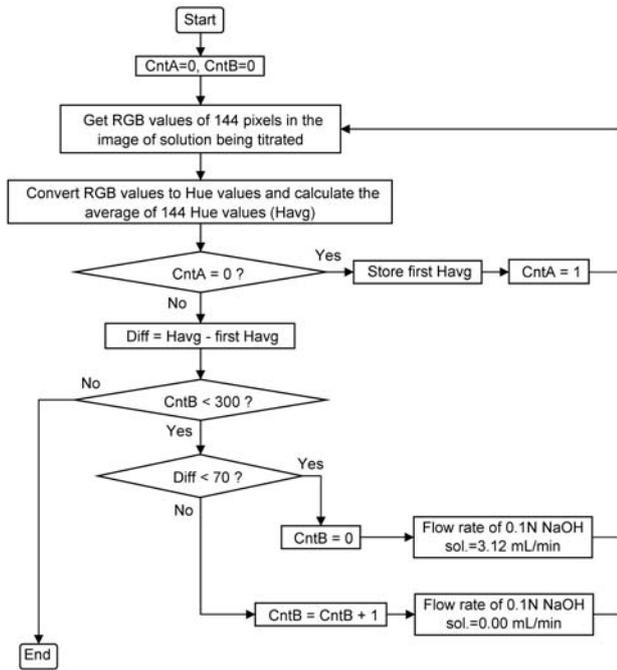 Start
CntA=0, CntB=0
Get RGB values of 144 pixels in the
image of solution being titrated
Convert RGB values to Hue values and calculate the
average of 144 Hue values (Havg)
CntA = 0 ?
Yes
Store first Havg
CntA = 1
No
Diff = Havg - first Havg
No
CntB < 300 ?
Yes
Diff < 70 ?
Yes
No
CntB = 0
Flow rate of 0.1N NaOH
sol.=3.12 mL/min
CntB = CntB + 1
Flow rate of 0.1N NaOH
sol.=0.00 mL/min
End